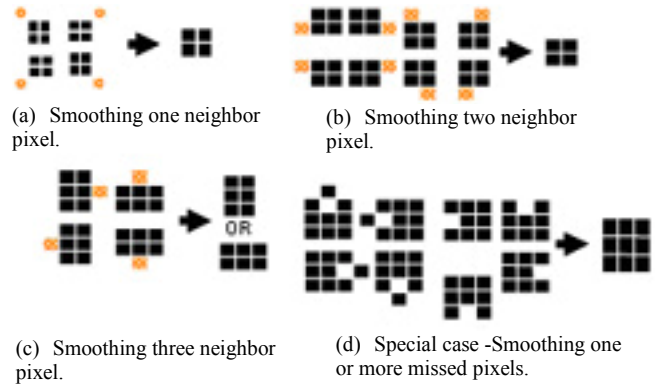 (a) Smoothing one neighbor
pixel.
(b) Smoothing two neighbor
pixel.
OR
(c) Smoothing three neighbor
pixel.
(d) Special case -Smoothing one
or more missed pixels.